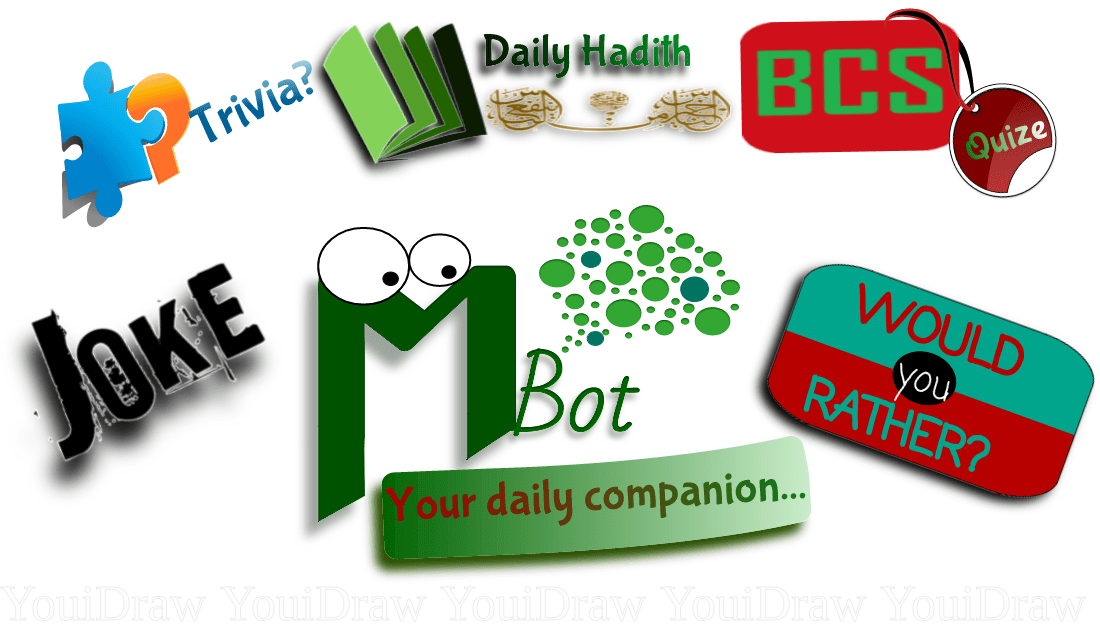 Trivia?
Daily Hadith
BCS
Quize
JOKE
M
Bot
WOULD
you
RATHER?
Your daily companion...
YouiDraw YouiDraw YouiDraw YouiDraw YouiDraw